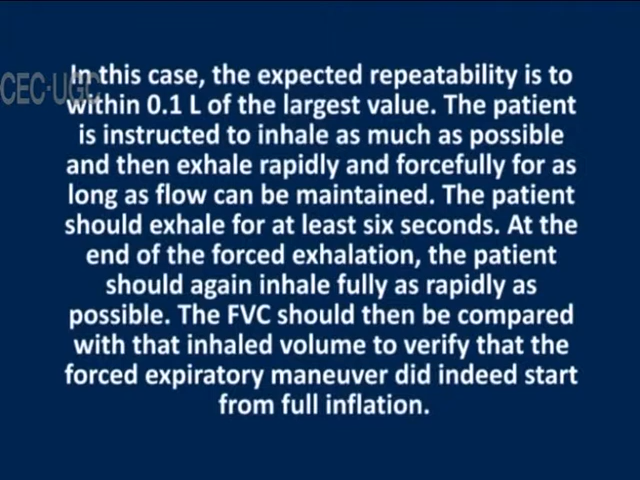 CEC-UGC
In this case, the expected repeatability is to
within 0.1 L of the largest value. The patient
is instructed to inhale as much as possible
and then exhale rapidly and forcefully for as
long as flow can be maintained. The patient
should exhale for at least six seconds. At the
end of the forced exhalation, the patient
should again inhale fully as rapidly as
possible. The FVC should then be compared
with that inhaled volume to verify that the
forced expiratory maneuver did indeed start
from full inflation.